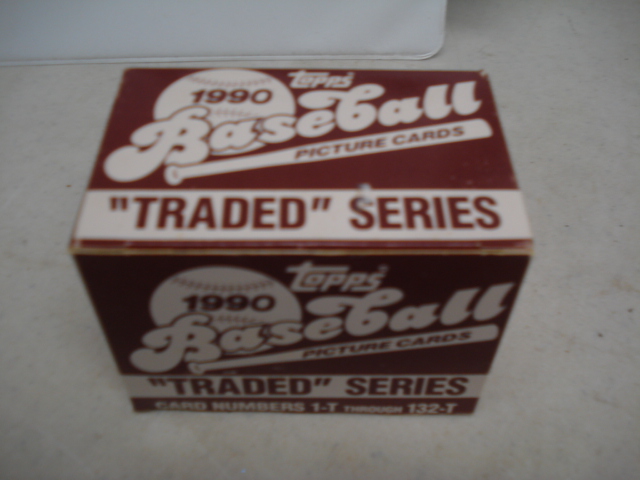 Topps
1990
Baseball
PICTURE CARDS
"TRADED" SERIES
Topps
1990
Baseball
PICTURE CARDS
"TRADED" SERIES
CARD NUMBERS 1-T THROUGH 132-T